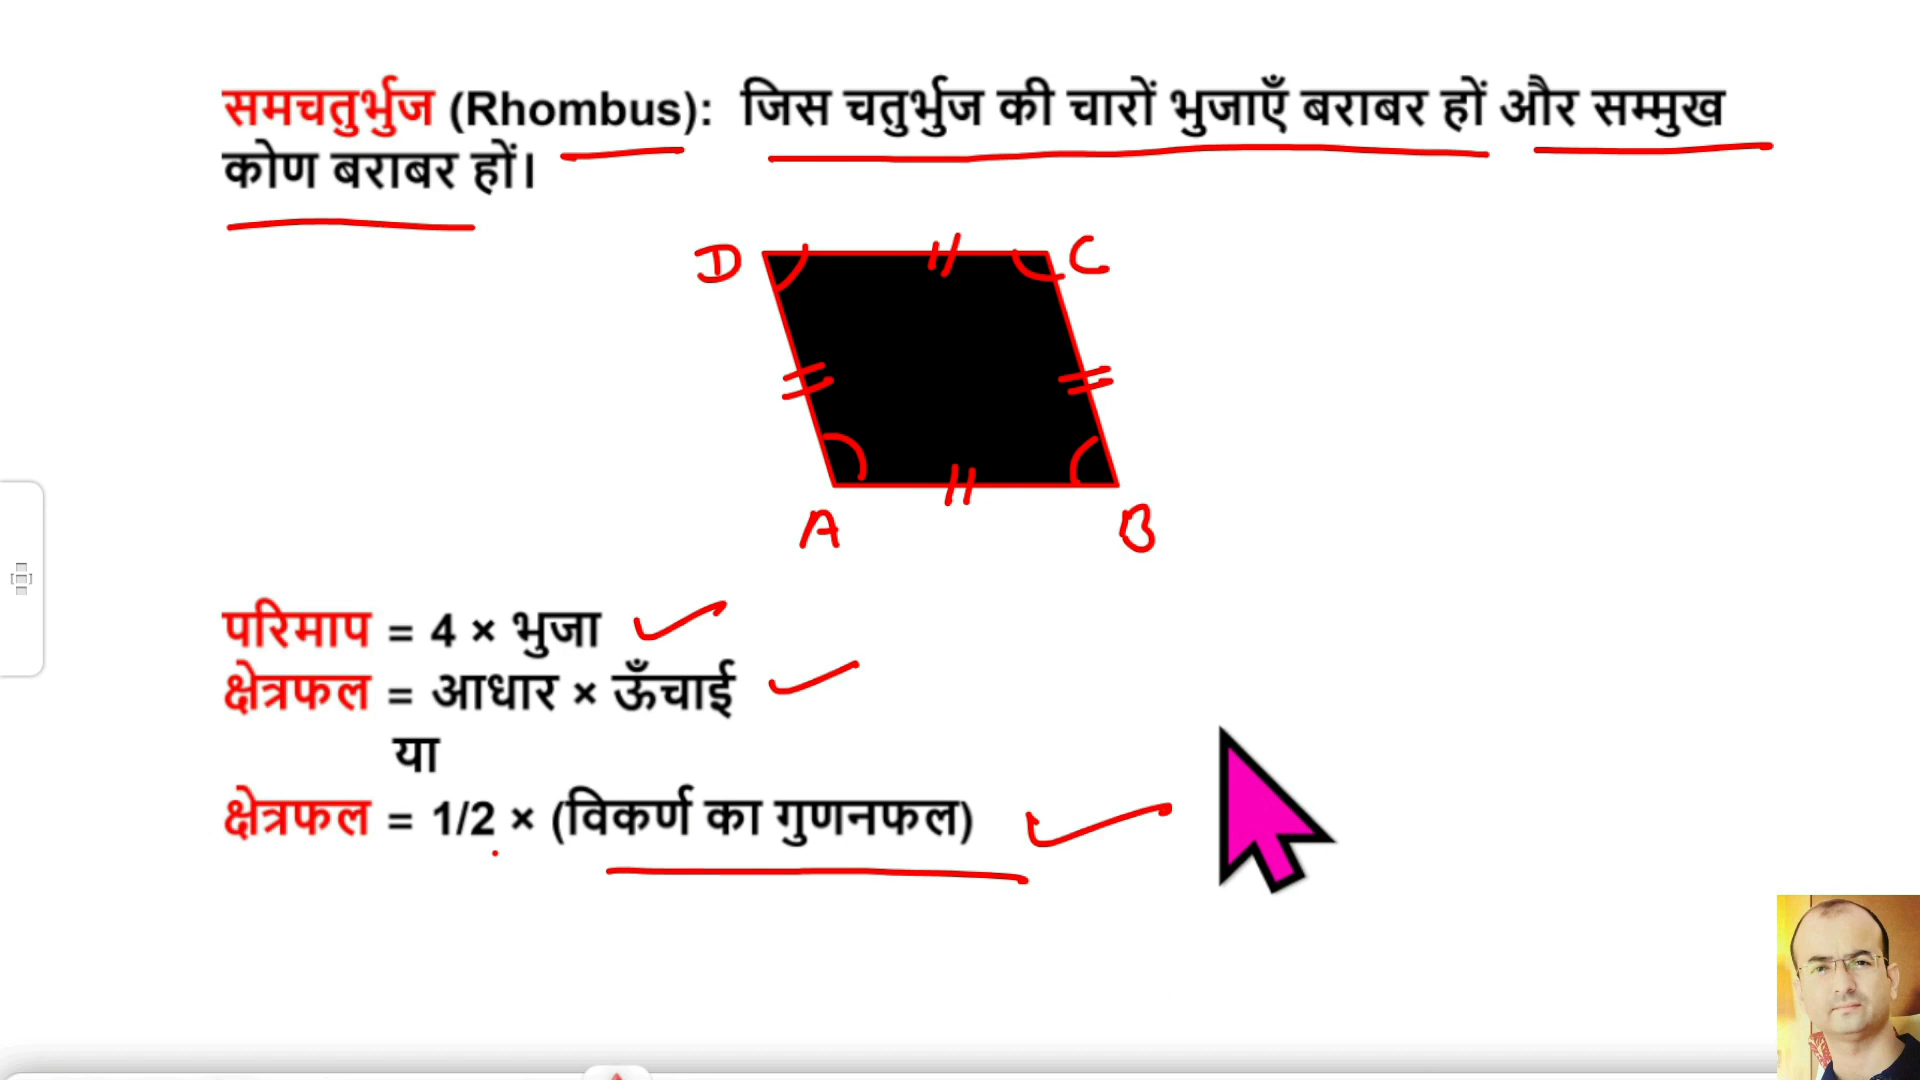 समचतुर्भुज (Rhombus): जिस चतुर्भुज की चारों भुजाएँ बराबर हों और सम्मुख
कोण बराबर हों।
D C
A B
परिमाप = 4 × भुजा
क्षेत्रफल = आधार × ऊँचाई
या
क्षेत्रफल = 1/2 × (विकर्ण का गुणनफल)